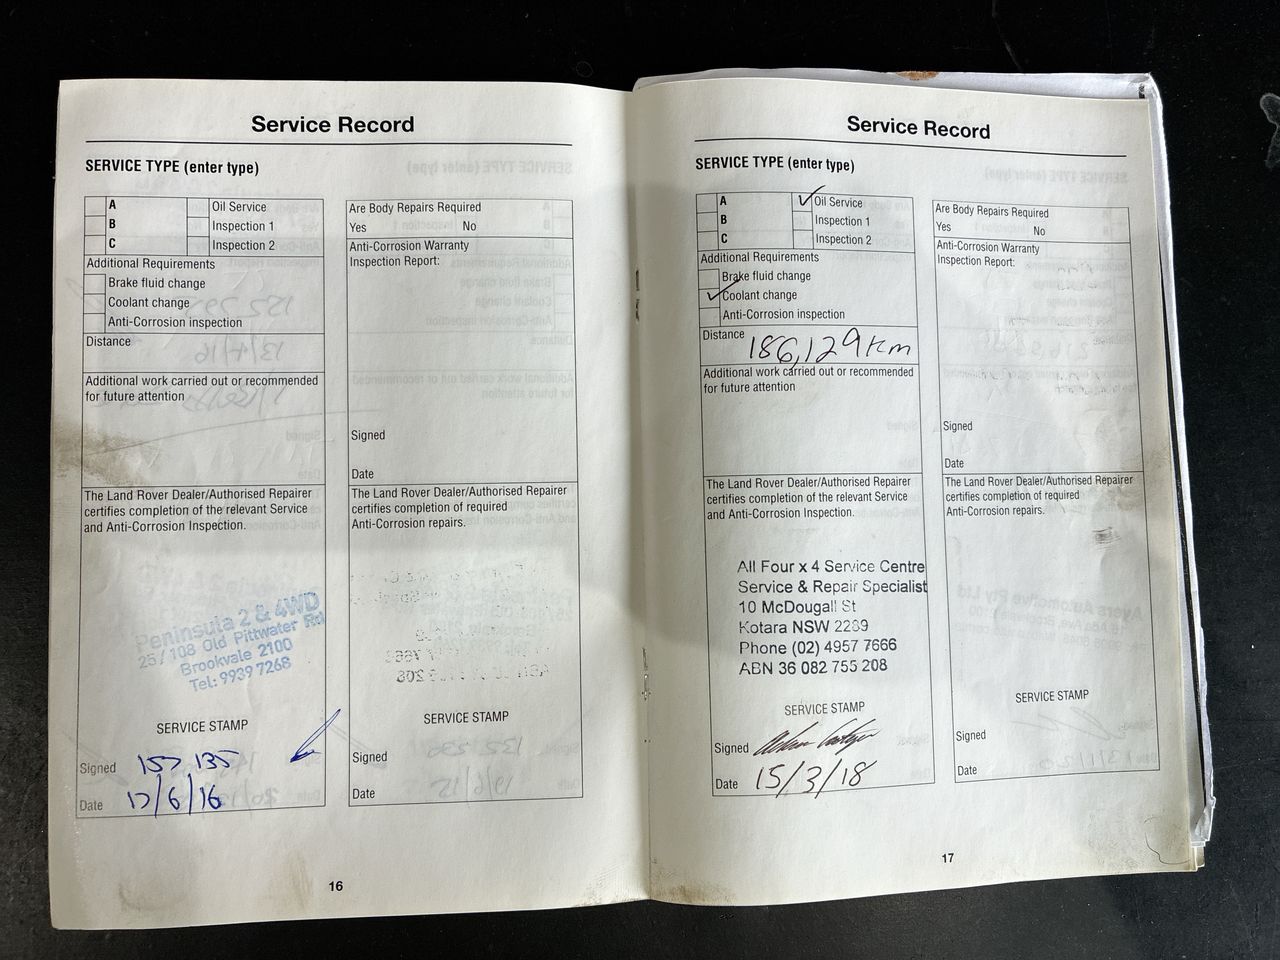 Service Record
SERVICE TYPE (enter type)
A
B
C
Oil Service
Inspection 1
Inspection 2
Additional Requirements
Brake fluid change
Coolant change
Anti-Corrosion inspection
Distance
Additional work carried out or recommended
for future attention
The Land Rover Dealer/Authorised Repairer
certifies completion of the relevant Service
and Anti-Corrosion Inspection.
Peninsula 2 & 4WD
25/108 Old Pittwater Rd
Brookvale 2100
Tel: 9939 7268
SERVICE STAMP
Signed 157 135
Date 17/6/16
Are Body Repairs Required
Yes No
Anti-Corrosion Warranty
Inspection Report:
Signed
Date
The Land Rover Dealer/Authorised Repairer
certifies completion of required
Anti-Corrosion repairs.
SERVICE STAMP
Signed
Date
16
Service Record
SERVICE TYPE (enter type)
A
B
C
Oil Service
Inspection 1
Inspection 2
Additional Requirements
Brake fluid change
Coolant change
Anti-Corrosion inspection
Distance 186,129 km
Additional work carried out or recommended
for future attention
The Land Rover Dealer/Authorised Repairer
certifies completion of the relevant Service
and Anti-Corrosion Inspection.
All Four x 4 Service Centre
Service & Repair Specialist
10 McDougall St
Kotara NSW 2289
Phone (02) 4957 7666
ABN 36 082 755 208
SERVICE STAMP
Signed
Date 15/3/18
Are Body Repairs Required
Yes No
Anti-Corrosion Warranty
Inspection Report:
Signed
Date
The Land Rover Dealer/Authorised Repairer
certifies completion of required
Anti-Corrosion repairs.
SERVICE STAMP
Signed
Date
17